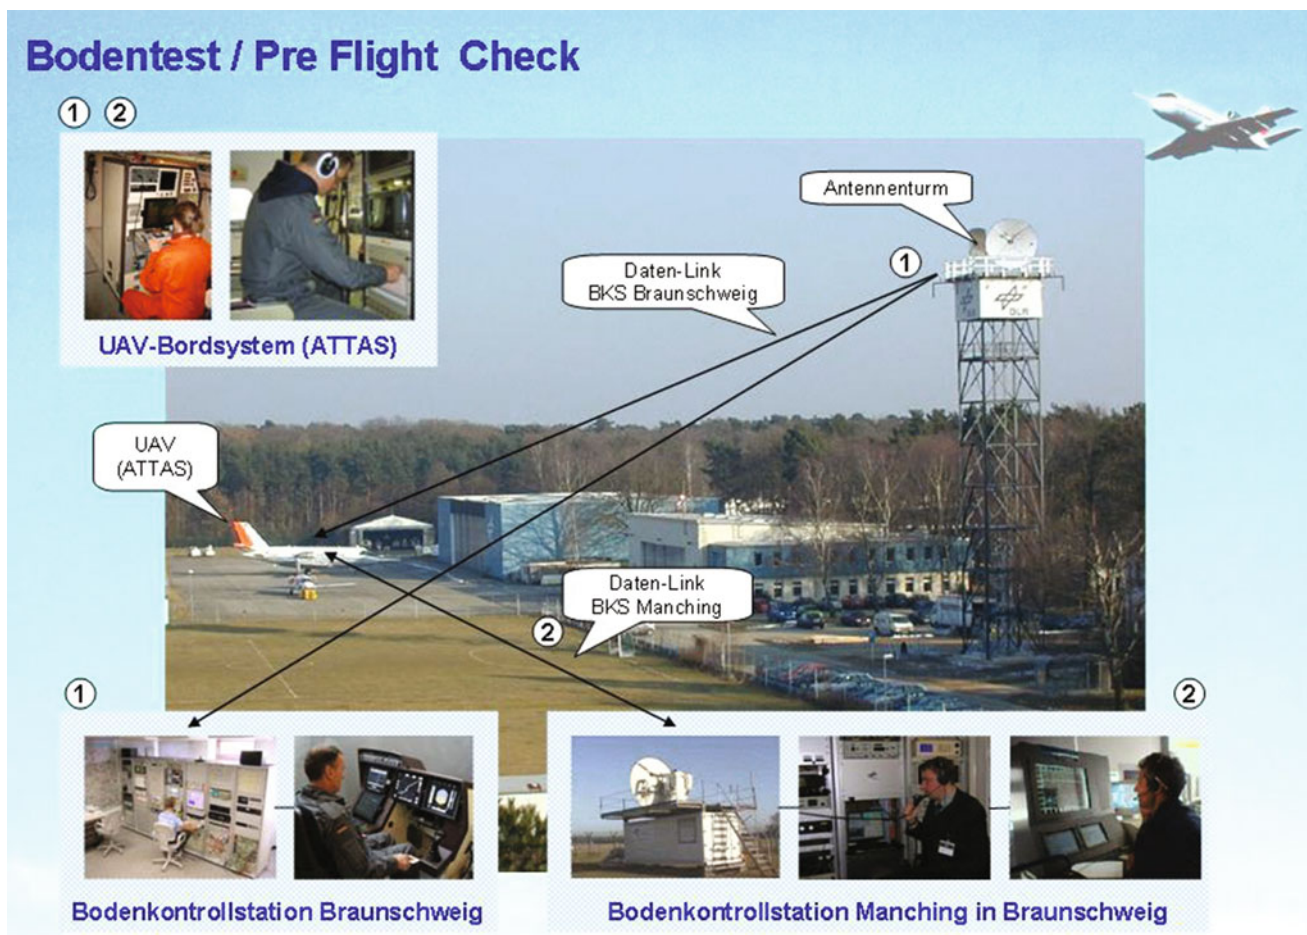 Bodentest / Pre Flight Check
1 2
UAV-Bordsystem (ATTAS)
Antennenturm
1
Daten-Link
BKS Braunschweig
DLR
UAV
(ATTAS)
Daten-Link
BKS Manching
2
1
2
Bodenkontrollstation Braunschweig
Bodenkontrollstation Manching in Braunschweig